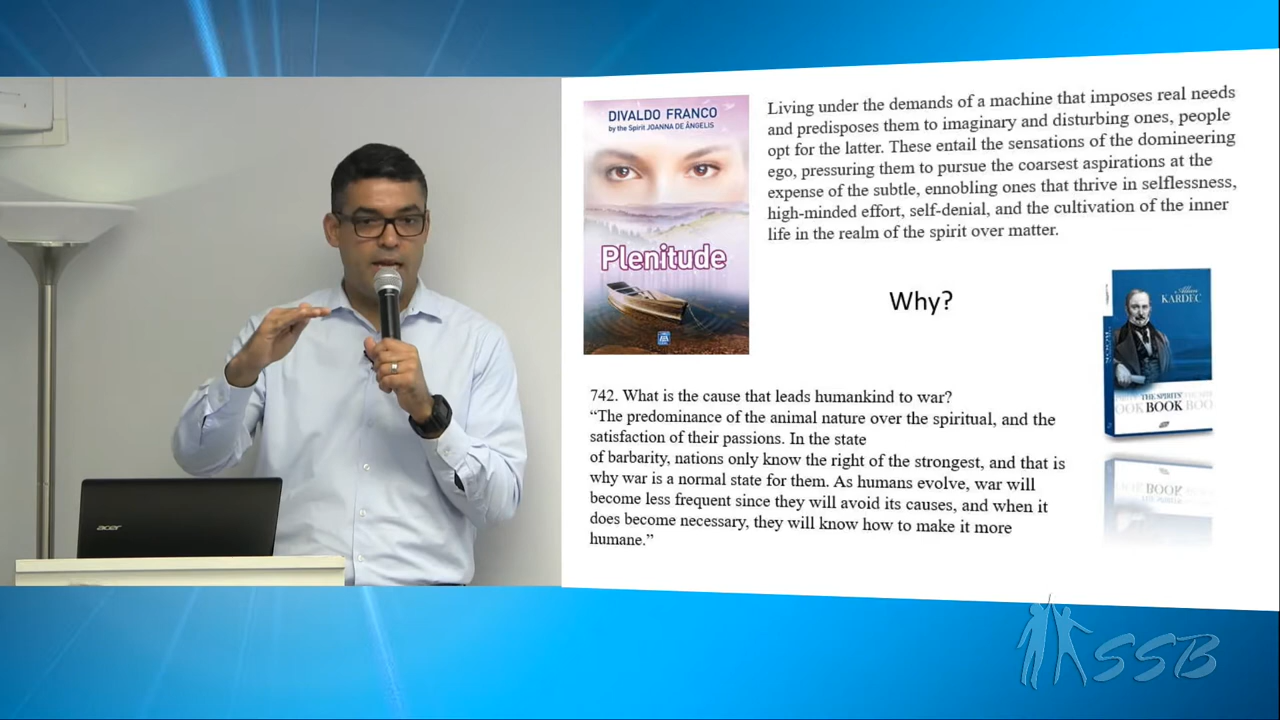 DIVALDO FRANCO
by the Spirit JOANNA DE ÂNGELIS
Plenitude
Living under the demands of a machine that imposes real needs
and predisposes them to imaginary and disturbing ones, people
opt for the latter. These entail the sensations of the domineering
ego, pressuring them to pursue the coarsest aspirations at the
expense of the subtle, ennobling ones that thrive in selflessness,
high-minded effort, self-denial, and the cultivation of the inner
life in the realm of the spirit over matter.
Why?
Allan
KARDEC
THE SPIRITS'
BOOK
BOOK
742. What is the cause that leads humankind to war?
“The predominance of the animal nature over the spiritual, and the
satisfaction of their passions. In the state
of barbarity, nations only know the right of the strongest, and that is
why war is a normal state for them. As humans evolve, war will
become less frequent since they will avoid its causes, and when it
does become necessary, they will know how to make it more
humane.”
acer
SSB